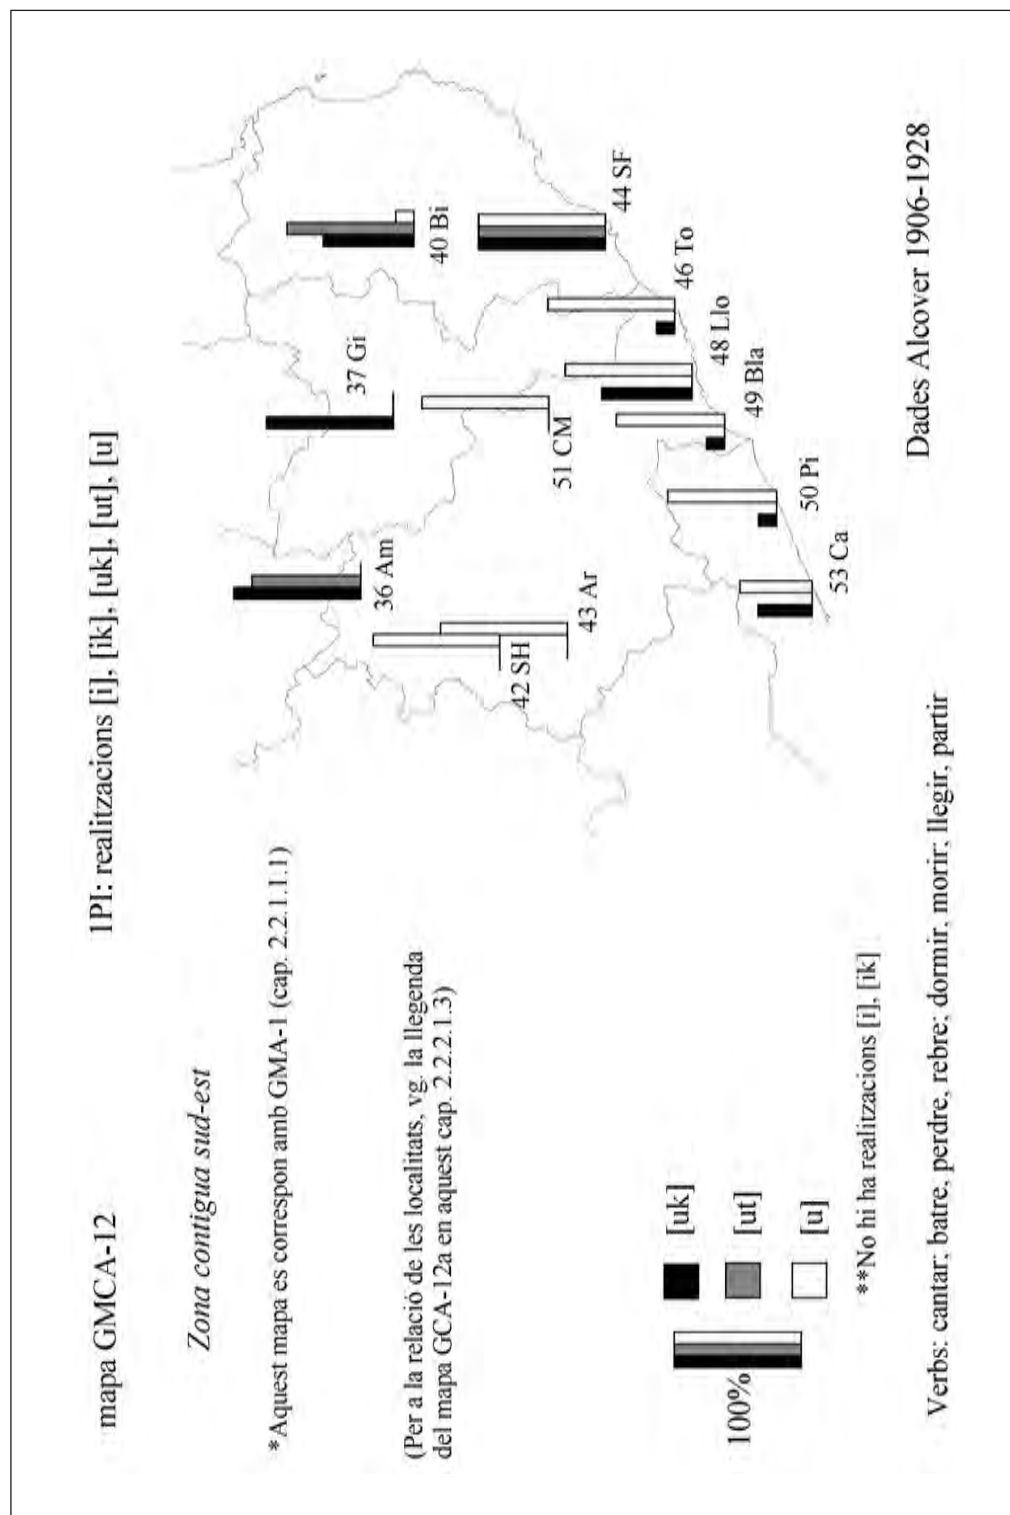 mapa GMCA-12
1PI: realitzacions [i], [ik], [uk], [ut], [u]
Zona contigua sud-est
*Aquest mapa es correspon amb GMA-1 (cap. 2.2.1.1.1)
(Per a la relació de les localitats, vg. la llegenda
del mapa GCA-12a en aquest cap. 2.2.2.1.3)
36 Am
37 Gi
40 Bi
42 SH
43 Ar
51 CM
44 SF
46 To
48 Llo
49 Bla
50 Pi
53 Ca
100%
[uk]
[ut]
[u]
**No hi ha realitzacions [i], [ik]
Verbs: cantar; batre, perdre, rebre; dormir, morir; llegir, partir
Dades Alcover 1906-1928